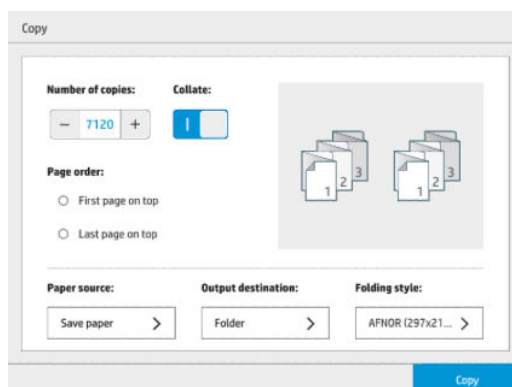 Copy
Number of copies:
Collate:
− 7120 +
Page order:
First page on top
Last page on top
1 2 3
1 2 3
Paper source:
Output destination:
Folding style:
Save paper
Folder
AFNOR (297x21...
Copy